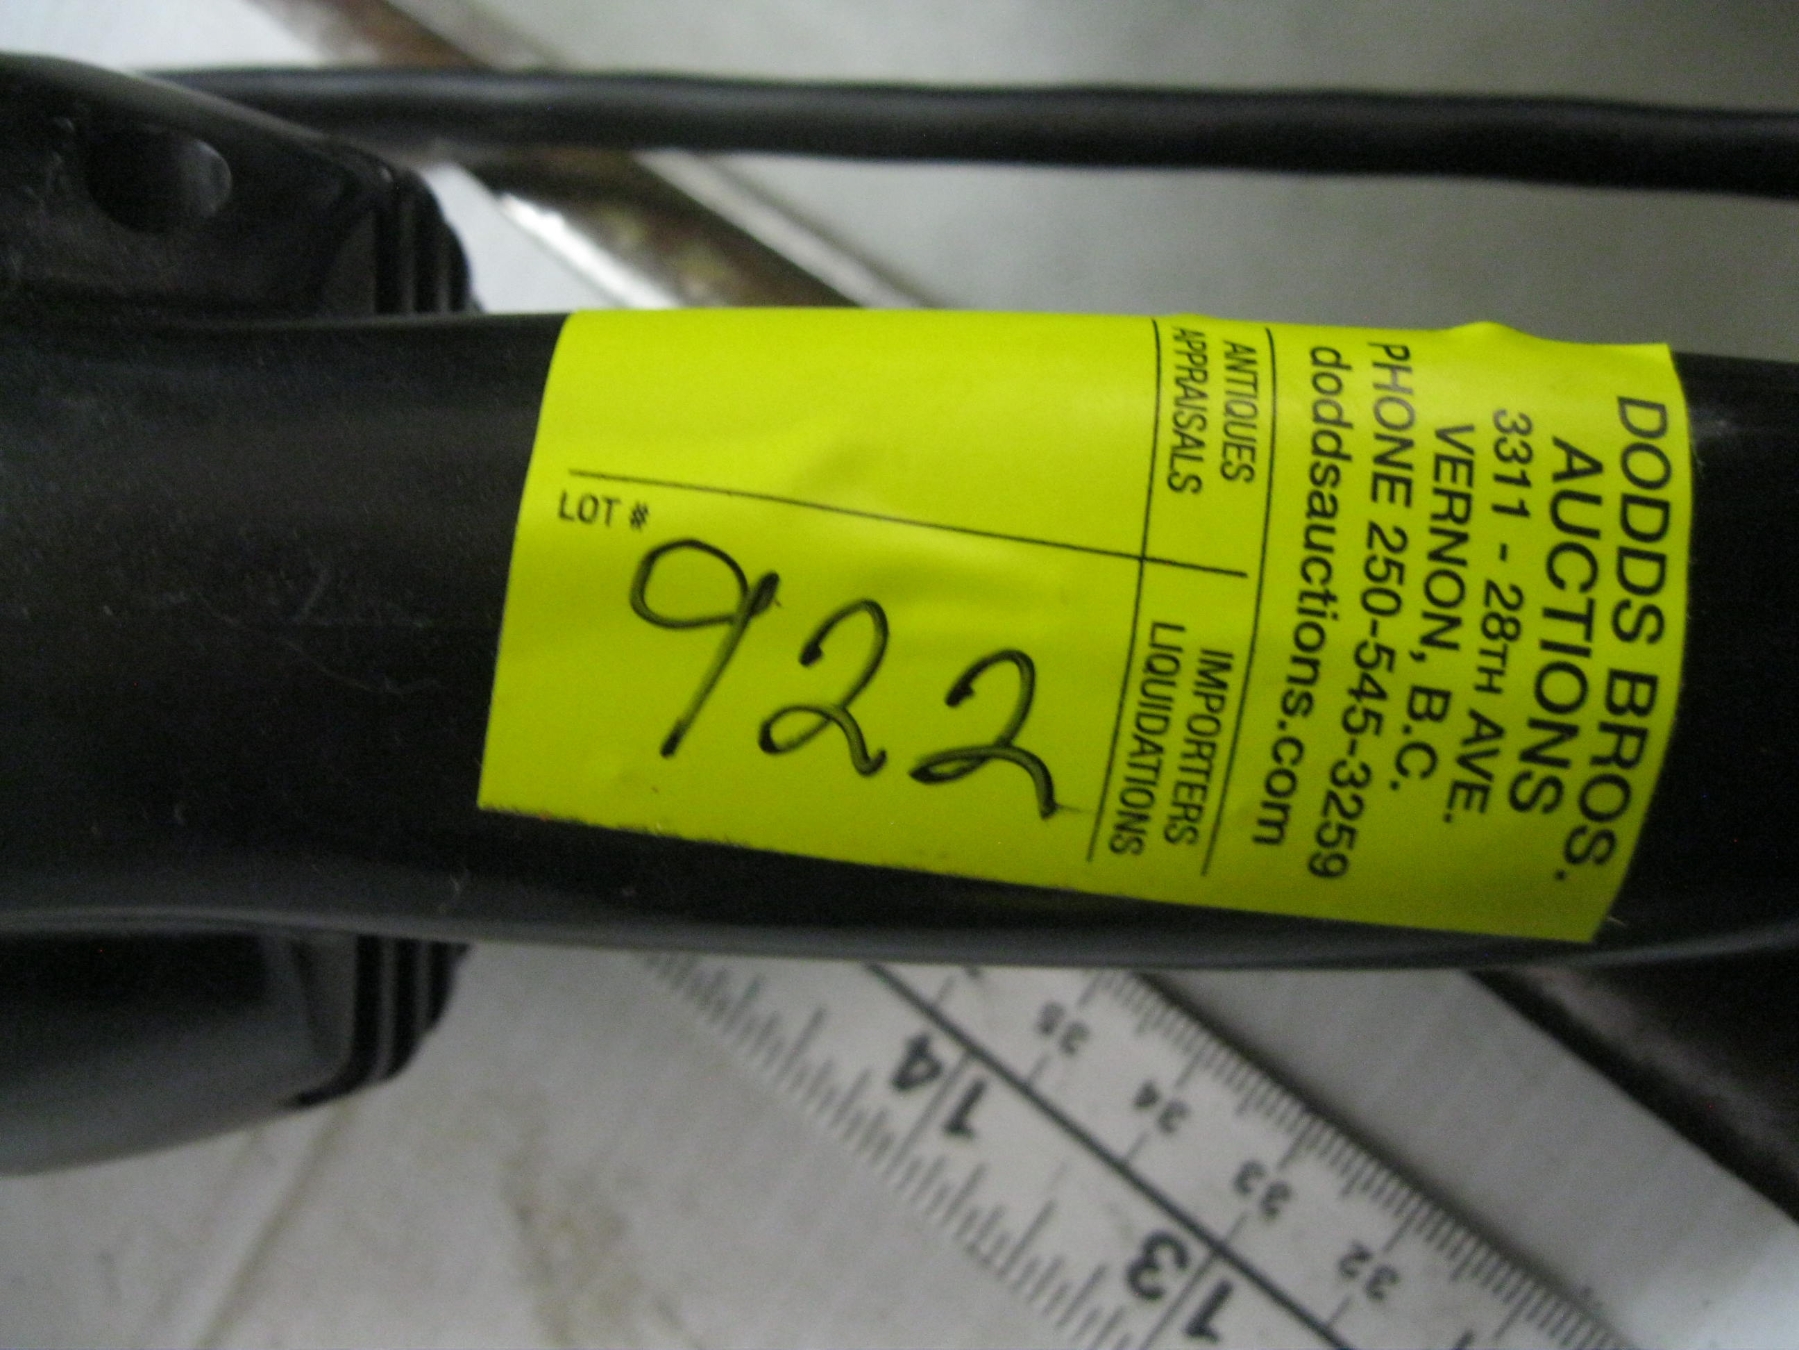 DODDS BROS.
AUCTIONS
3311 - 28TH AVE.
VERNON, B.C.
PHONE 250-545-3259
doddsauctions.com
ANTIQUES
APPRAISALS
IMPORTERS
LIQUIDATIONS
LOT #
922
35
34
33
32
14
13